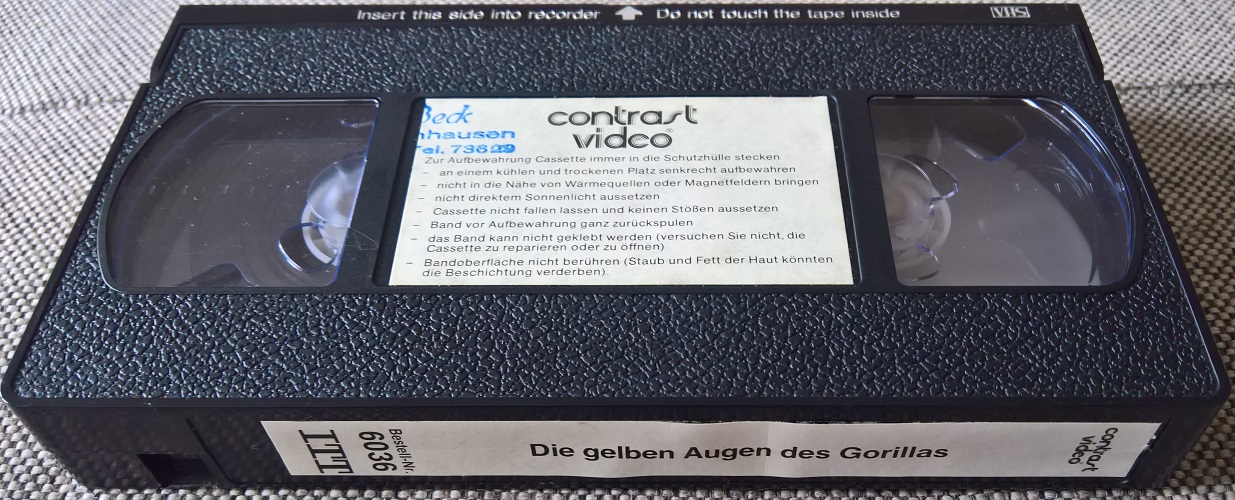 Insert this side into recorder
Do not touch the tape inside
VHS
Beck
nhausen
Tel. 73629
contrast
video
Zur Aufbewahrung Cassette immer in die Schutzhülle stecken
– an einem kühlen und trockenen Platz senkrecht aufbewahren
– nicht in die Nähe von Wärmequellen oder Magnetfeldern bringen
– nicht direktem Sonnenlicht aussetzen
– Cassette nicht fallen lassen und keinen Stößen aussetzen
– Band vor Aufbewahrung ganz zurückspulen
– das Band kann nicht geklebt werden (versuchen Sie nicht, die
Cassette zu reparieren oder zu öffnen)
– Bandoberfläche nicht berühren (Staub und Fett der Haut könnten
die Beschichtung verderben).
ITT
Bestell-Nr.
6036
Die gelben Augen des Gorillas
contrast
video